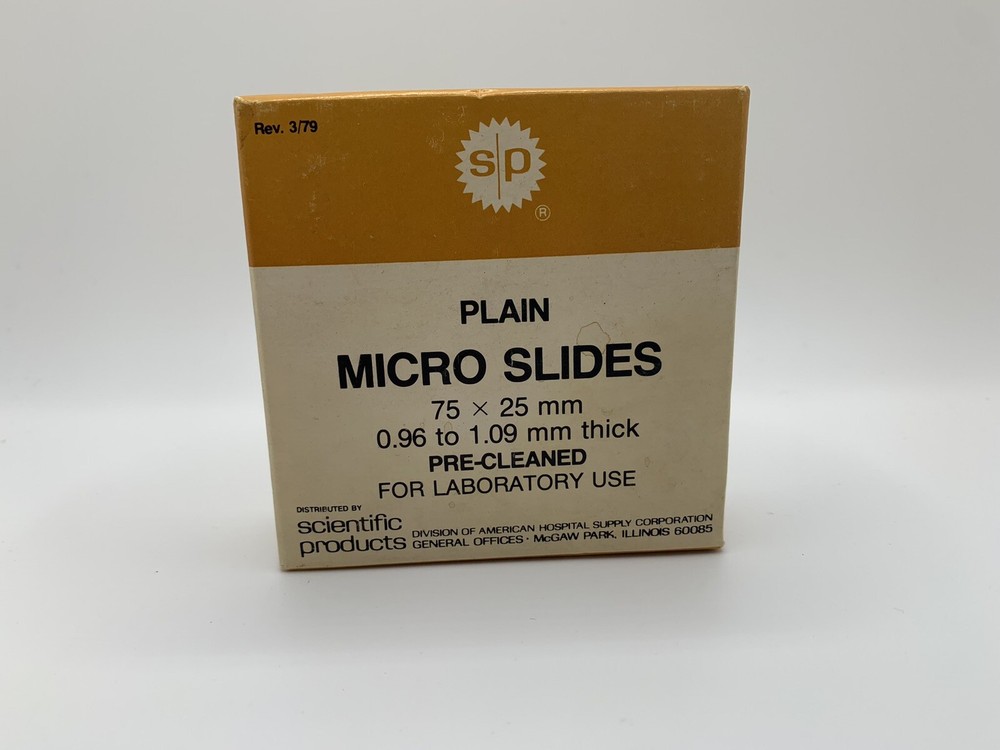 Rev. 3/79
s|p
®
PLAIN
MICRO SLIDES
75 × 25 mm
0.96 to 1.09 mm thick
PRE-CLEANED
FOR LABORATORY USE
DISTRIBUTED BY
scientific
products
DIVISION OF AMERICAN HOSPITAL SUPPLY CORPORATION
GENERAL OFFICES · McGAW PARK, ILLINOIS 60085